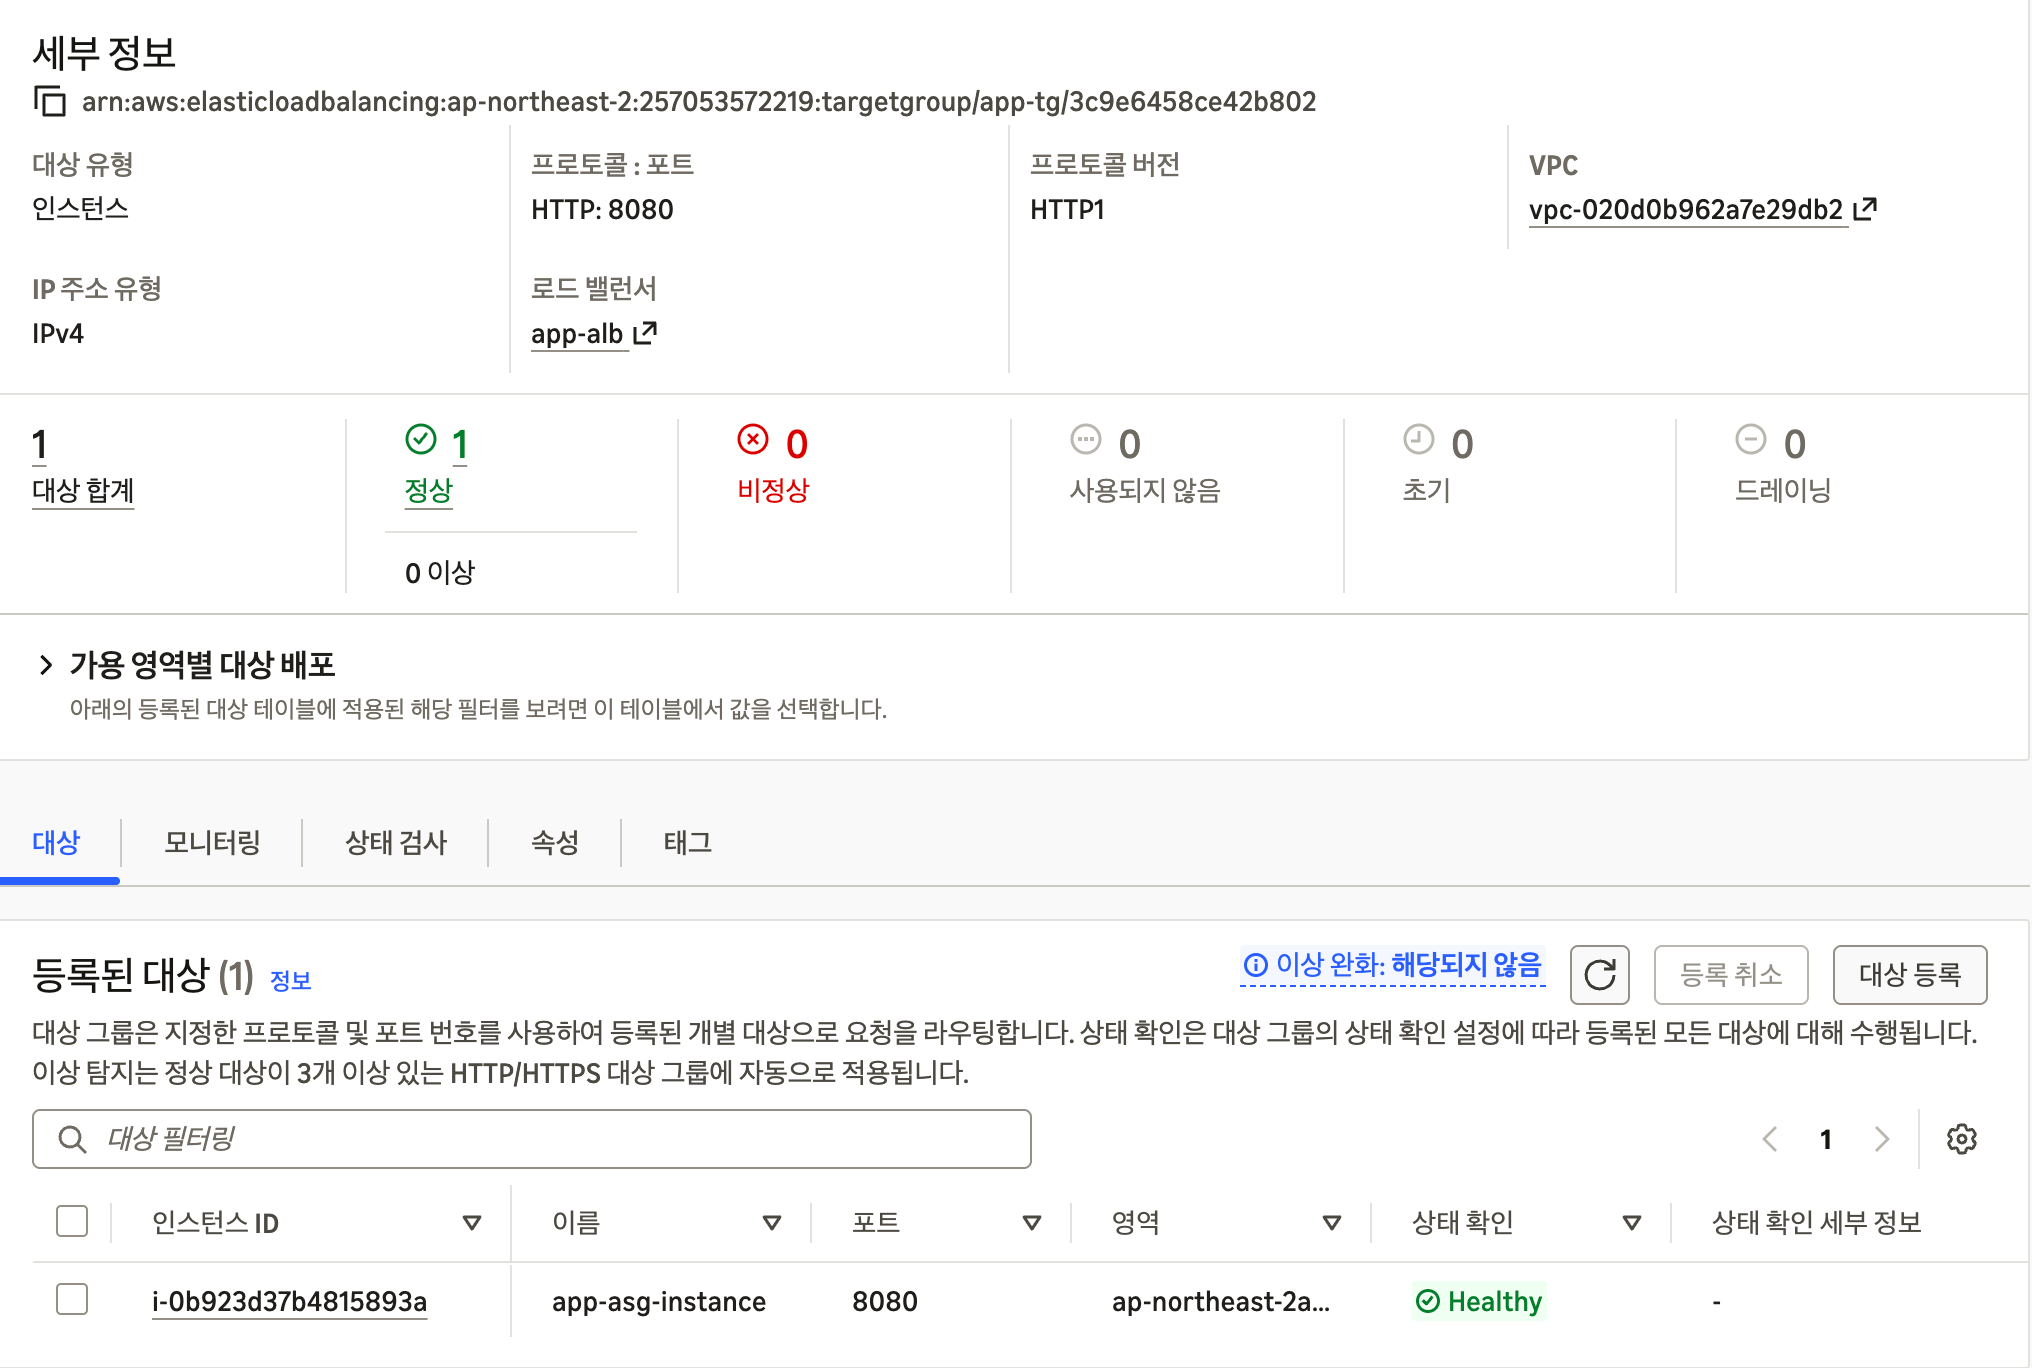 세부 정보
arn:aws:elasticloadbalancing:ap-northeast-2:257053572219:targetgroup/app-tg/3c9e6458ce42b802
대상 유형
인스턴스
프로토콜 : 포트
HTTP: 8080
프로토콜 버전
HTTP1
VPC
vpc-020d0b962a7e29db2
IP 주소 유형
IPv4
로드 밸런서
app-alb
1
대상 합계
1
정상
0 이상
0
비정상
0
사용되지 않음
0
초기
0
드레이닝
가용 영역별 대상 배포
아래의 등록된 대상 테이블에 적용된 해당 필터를 보려면 이 테이블에서 값을 선택합니다.
대상 모니터링 상태 검사 속성 태그
등록된 대상 (1) 정보
이상 완화: 해당되지 않음
등록 취소
대상 등록
대상 그룹은 지정한 프로토콜 및 포트 번호를 사용하여 등록된 개별 대상으로 요청을 라우팅합니다. 상태 확인은 대상 그룹의 상태 확인 설정에 따라 등록된 모든 대상에 대해 수행됩니다.
이상 탐지는 정상 대상이 3개 이상 있는 HTTP/HTTPS 대상 그룹에 자동으로 적용됩니다.
대상 필터링
1
인스턴스 ID 이름 포트 영역 상태 확인 상태 확인 세부 정보
i-0b923d37b4815893a app-asg-instance 8080 ap-northeast-2a... Healthy -